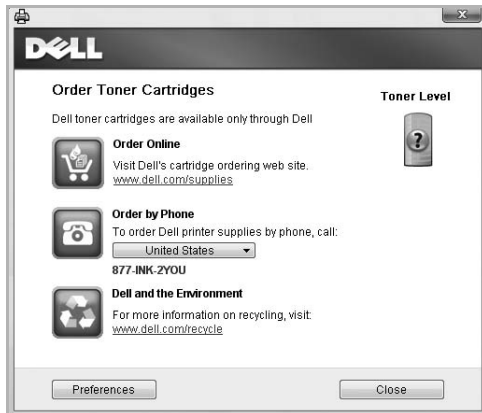 x
DELL
Order Toner Cartridges
Toner Level
Dell toner cartridges are available only through Dell
?
Order Online
Visit Dell's cartridge ordering web site.
www.dell.com/supplies
Order by Phone
To order Dell printer supplies by phone, call:
United States
877-INK-2YOU
Dell and the Environment
For more information on recycling, visit:
www.dell.com/recycle
Preferences
Close